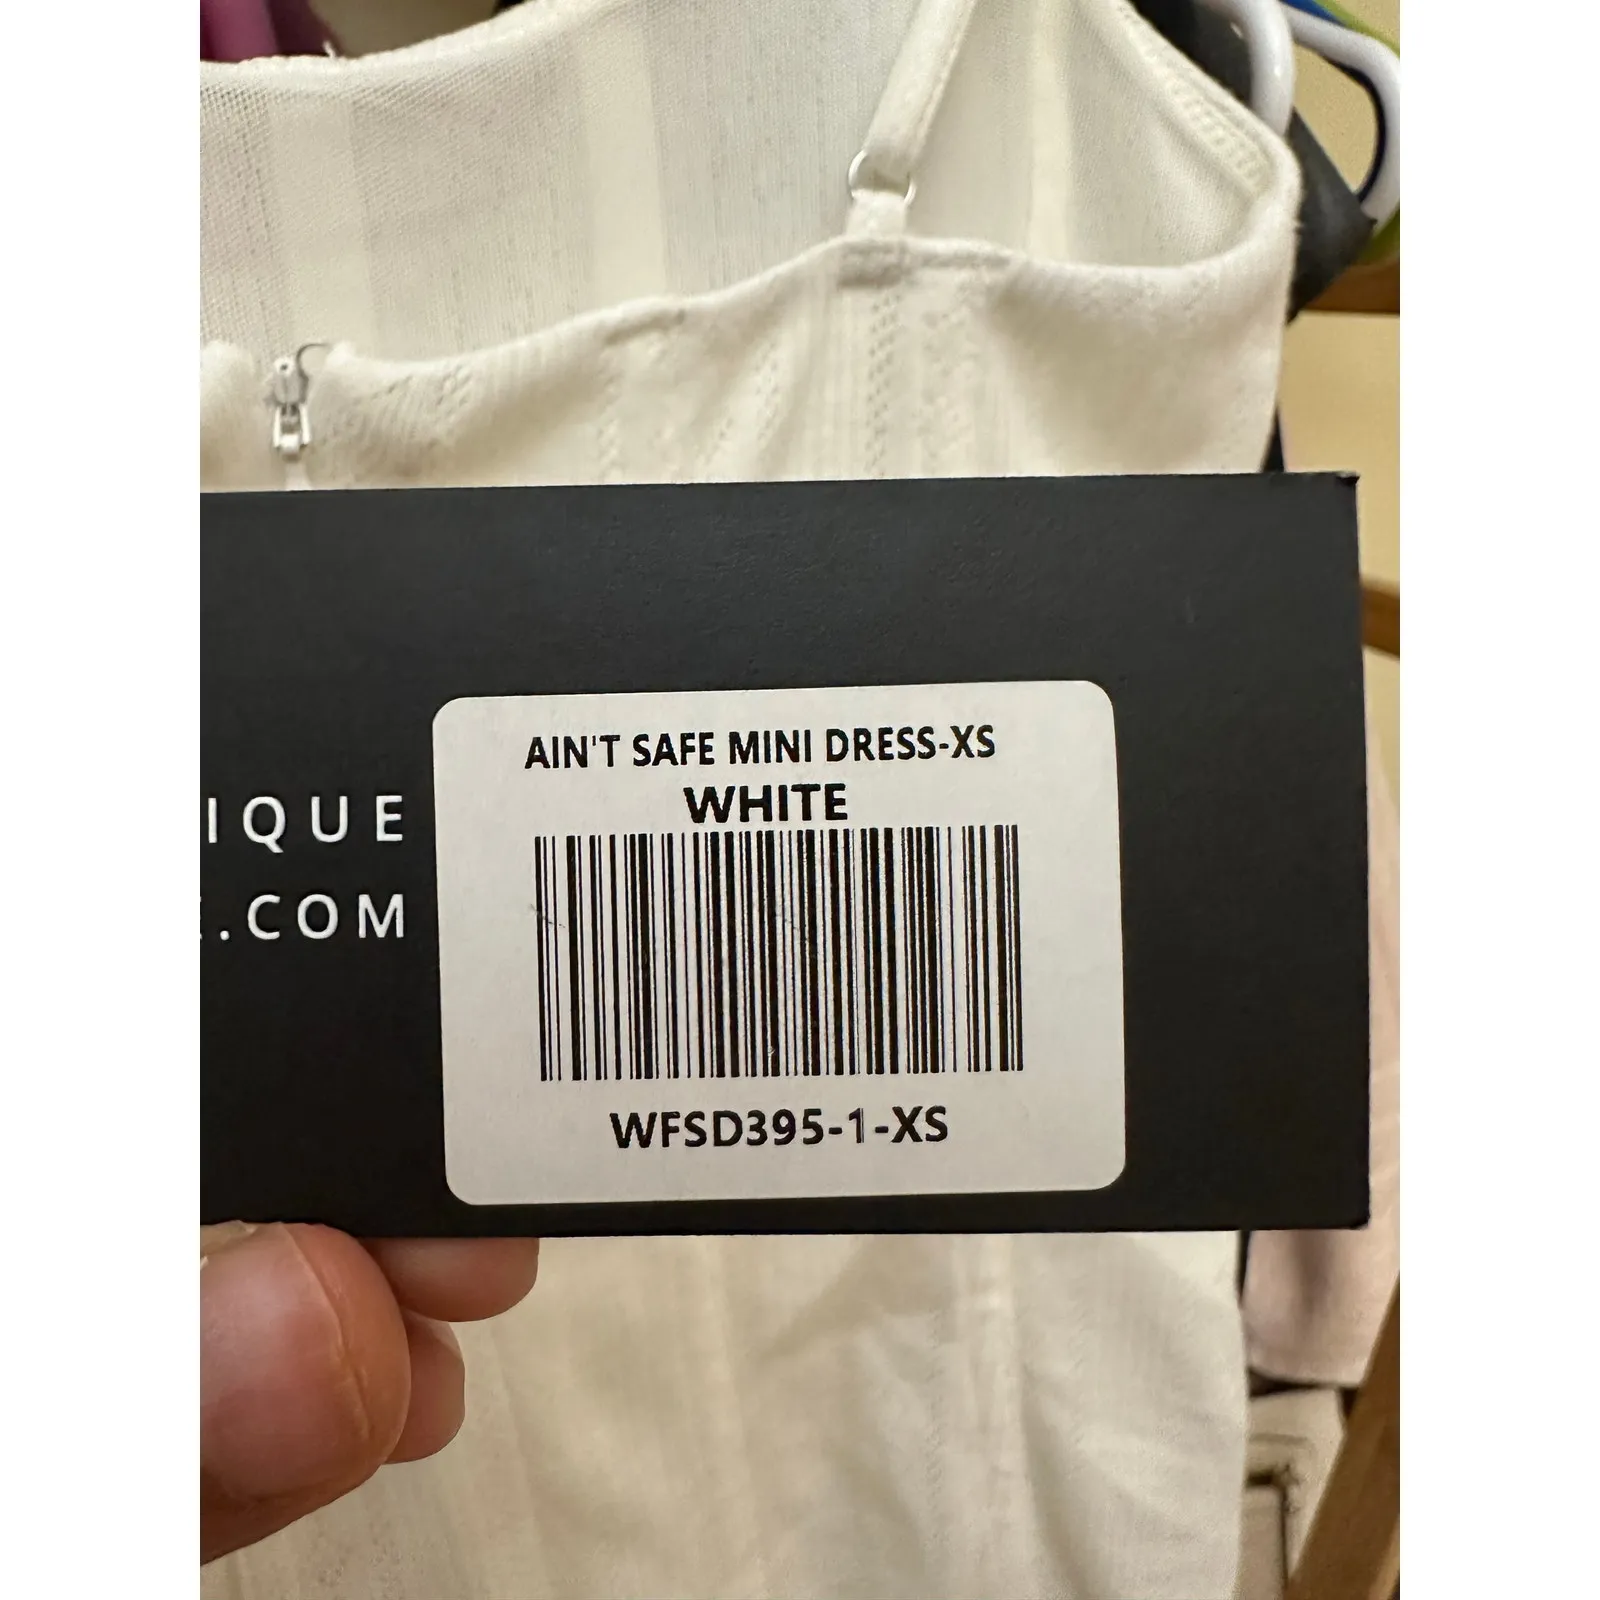 IQUE
.COM
AIN'T SAFE MINI DRESS-XS
WHITE
WFSD395-1-XS